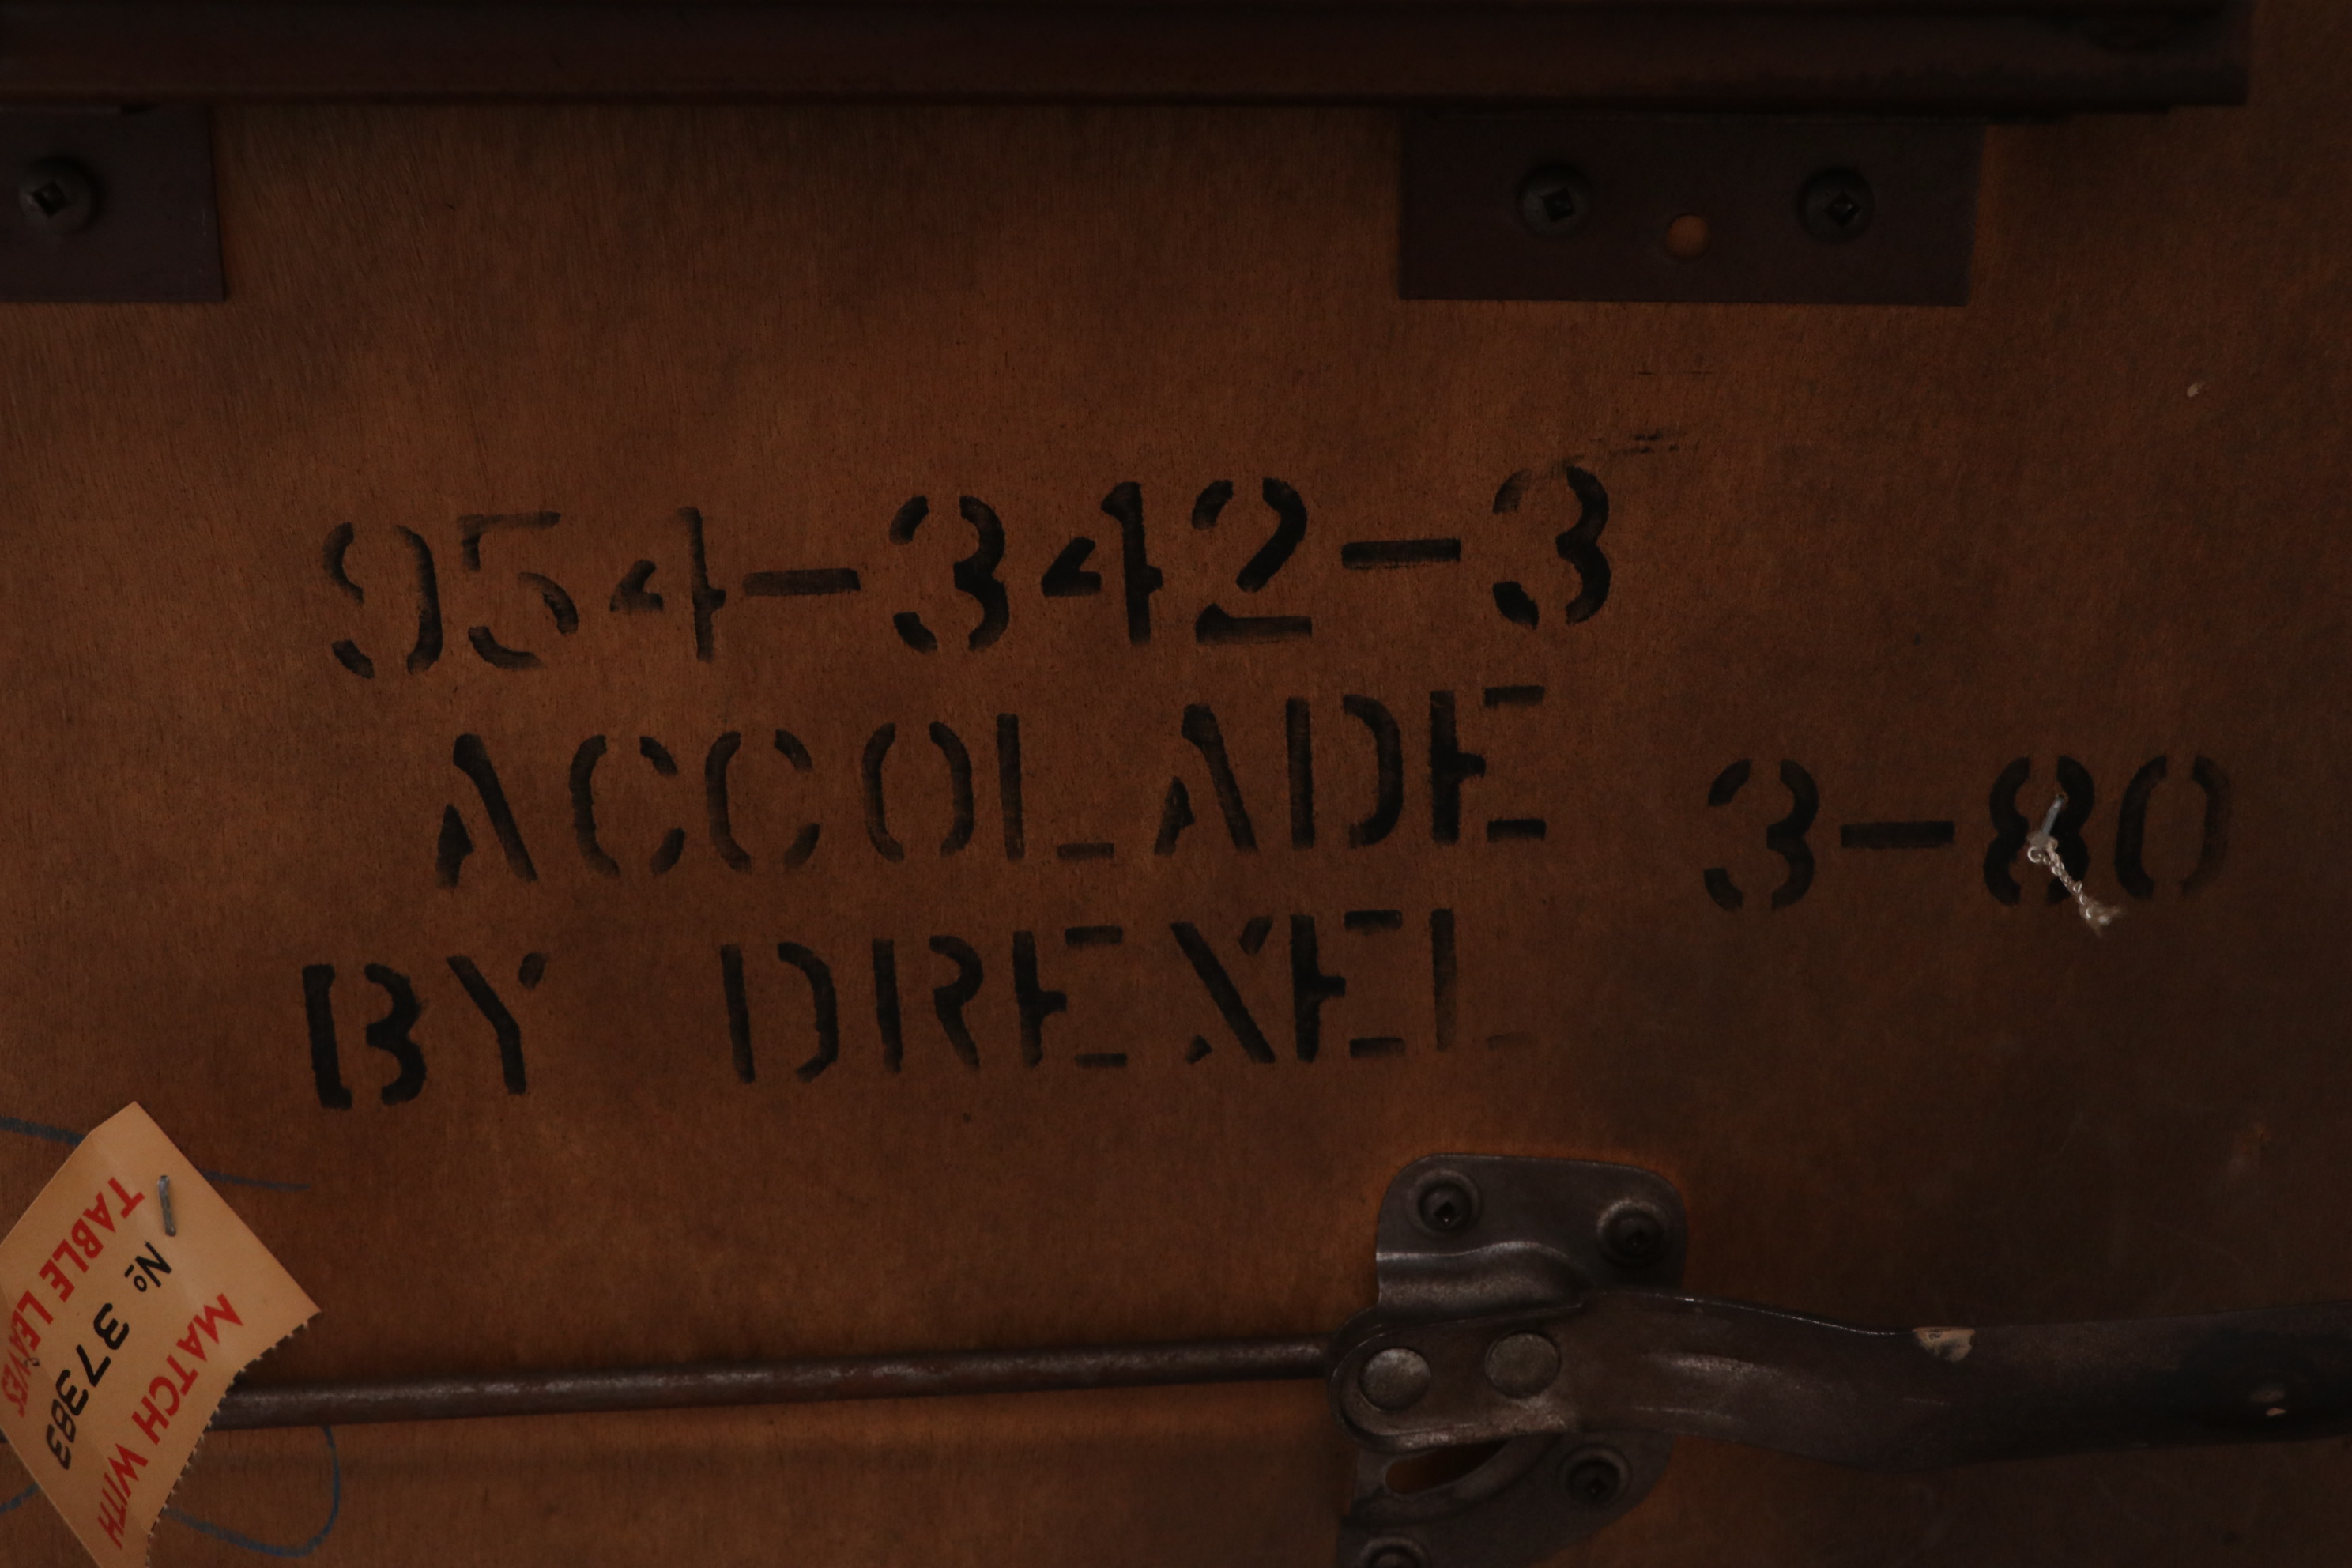 954-342-3
ACCOLADE
3-80
BY DREXEL
MATCH WITH
№ 37383
TABLE LEAVES